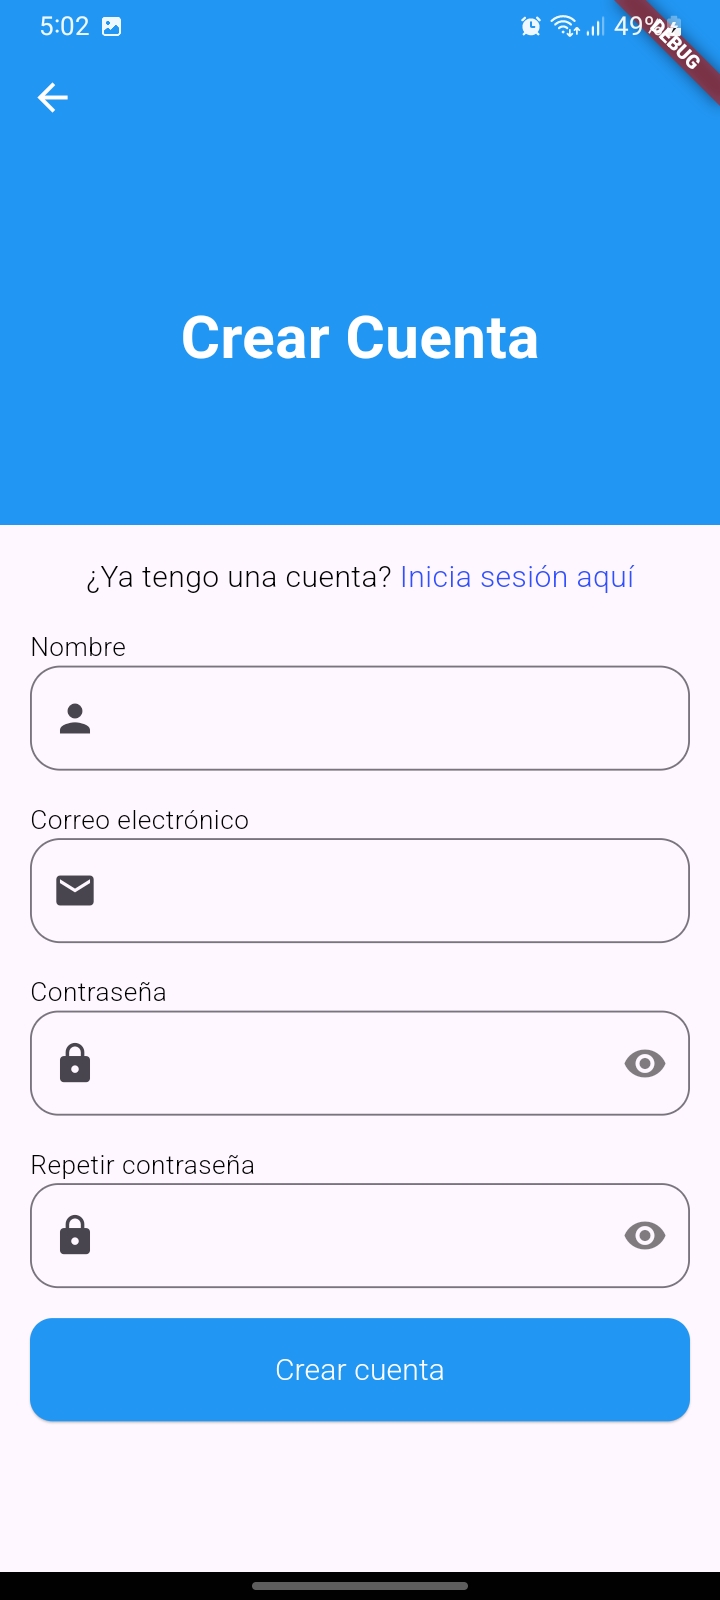 5:02
49%
DEBUG
Crear Cuenta
¿Ya tengo una cuenta? Inicia sesión aquí
Nombre
Correo electrónico
Contraseña
Repetir contraseña
Crear cuenta